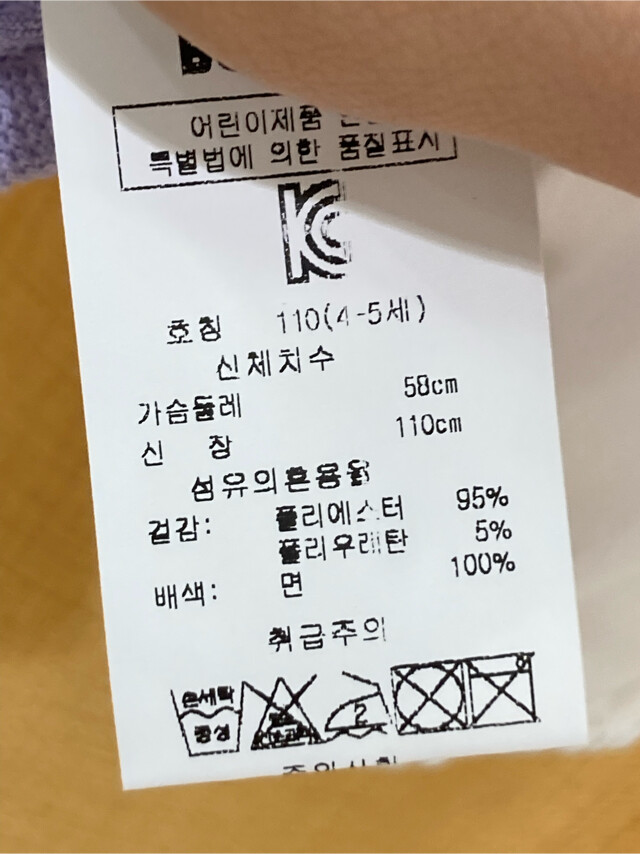 어린이제품
특별법에 의한 품질표시
KC
호칭 110(4-5세)
신체치수
가슴둘레 58cm
신 장 110cm
섬유의혼용율
겉감: 폴리에스터 95%
폴리우레탄 5%
배색: 면 100%
취급주의
손세탁
중성
2